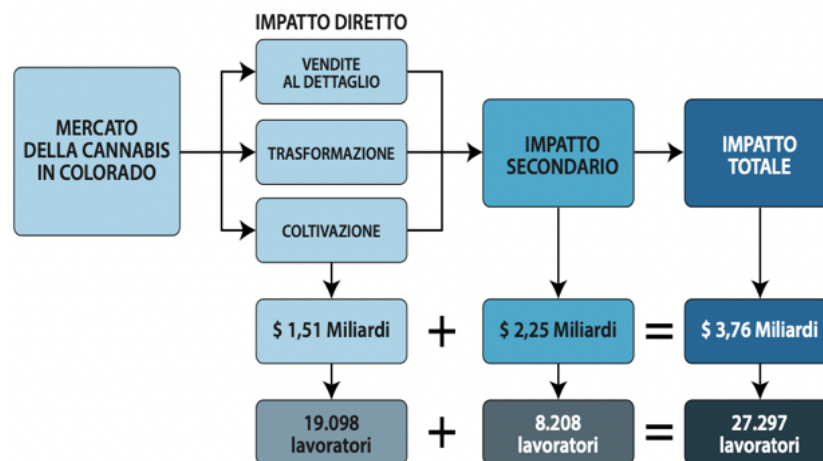 IMPATTO DIRETTO
VENDITE
AL DETTAGLIO
MERCATO
DELLA CANNABIS
IN COLORADO
TRASFORMAZIONE
IMPATTO
SECONDARIO
IMPATTO
TOTALE
COLTIVAZIONE
$ 1,51 Miliardi
+
$ 2,25 Miliardi
=
$ 3,76 Miliardi
19.098
lavoratori
+
8.208
lavoratori
=
27.297
lavoratori